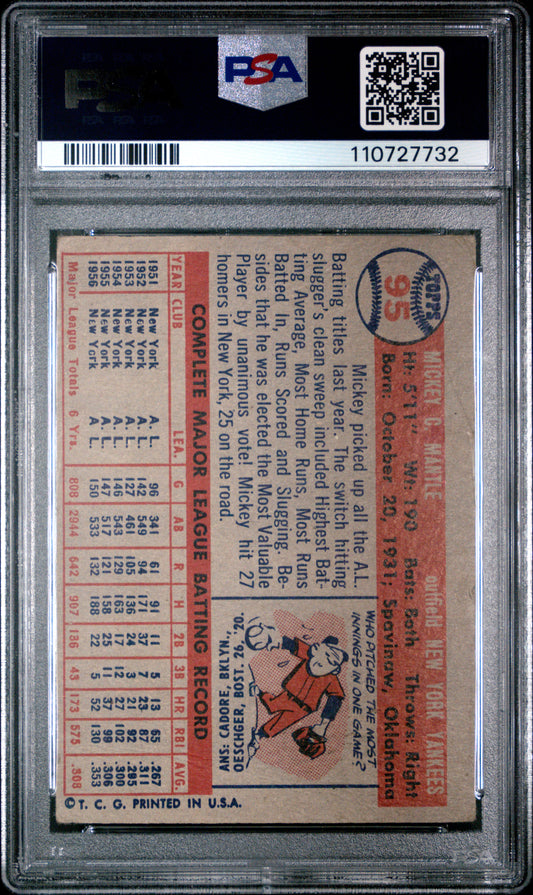 PSA
110727732
TOPPS
95
MICKEY C. MANTLE outfield NEW YORK YANKEES
Ht: 5'11" Wt: 190 Bats: Both Throws: Right
Born: October 20, 1931; Spavinaw, Oklahoma
Mickey picked up all the A.L.
Batting titles last year. The switch hitting
slugger's clean sweep included Highest Bat-
ting Average, Most Home Runs, Most Runs
Batted In, Runs Scored and Slugging. Be-
sides that he was elected the Most Valuable
Player by unanimous vote! Mickey hit 27
homers in New York, 25 on the road.
WHO PITCHED THE MOST
INNINGS IN ONE GAME?
ANS: CADORE, BKLYN.,
OESCHGER, BOST. 26, '20.
COMPLETE MAJOR LEAGUE BATTING RECORD
YEAR CLUB LEA. G AB R H 2B 3B HR RBI AVG.
1951 New York A. L. 96 341 61 91 11 5 13 65 .267
1952 New York A. L. 142 549 94 171 37 7 23 87 .311
1953 New York A. L. 127 461 105 136 24 3 21 92 .295
1954 New York A. L. 146 543 129 163 17 12 27 102 .300
1955 New York A. L. 147 517 121 158 25 11 37 99 .306
1956 New York A. L. 150 533 132 188 22 5 52 130 .353
Major League Totals 6 Yrs. 808 2944 642 907 136 43 173 575 .308
© T. C. G. PRINTED IN U.S.A.
PSA